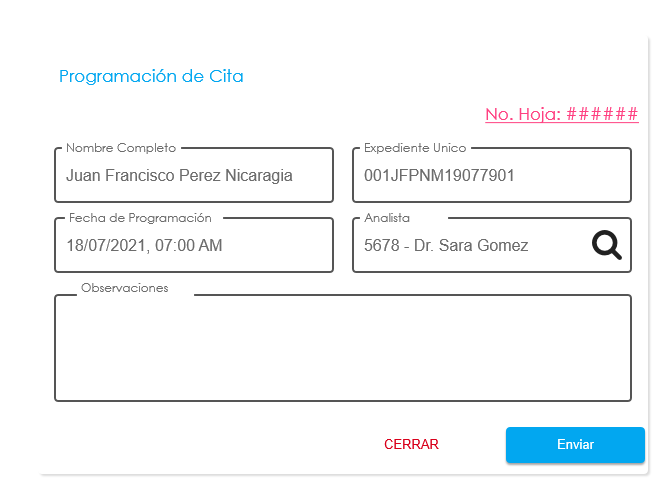 Programación de Cita
No. Hoja: ######
Nombre Completo
Juan Francisco Perez Nicaragia
Expediente Unico
001JFPNM19077901
Fecha de Programación
18/07/2021, 07:00 AM
Analista
5678 - Dr. Sara Gomez
Observaciones
CERRAR
Enviar